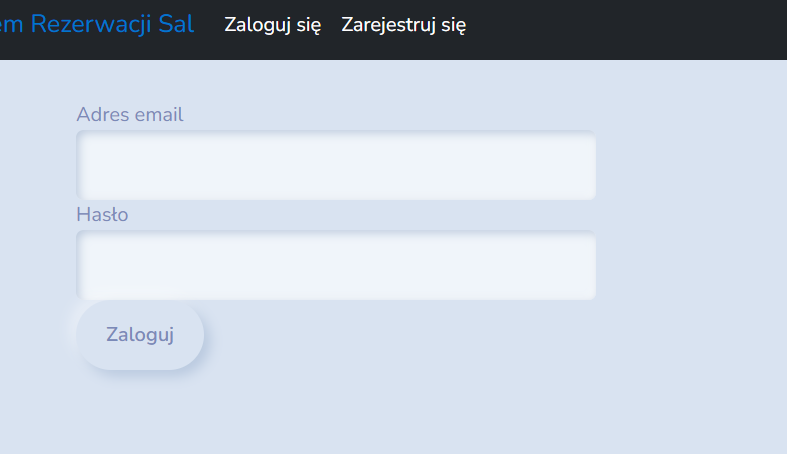 em Rezerwacji Sal Zaloguj się Zarejestruj się
Adres email
Hasło
Zaloguj